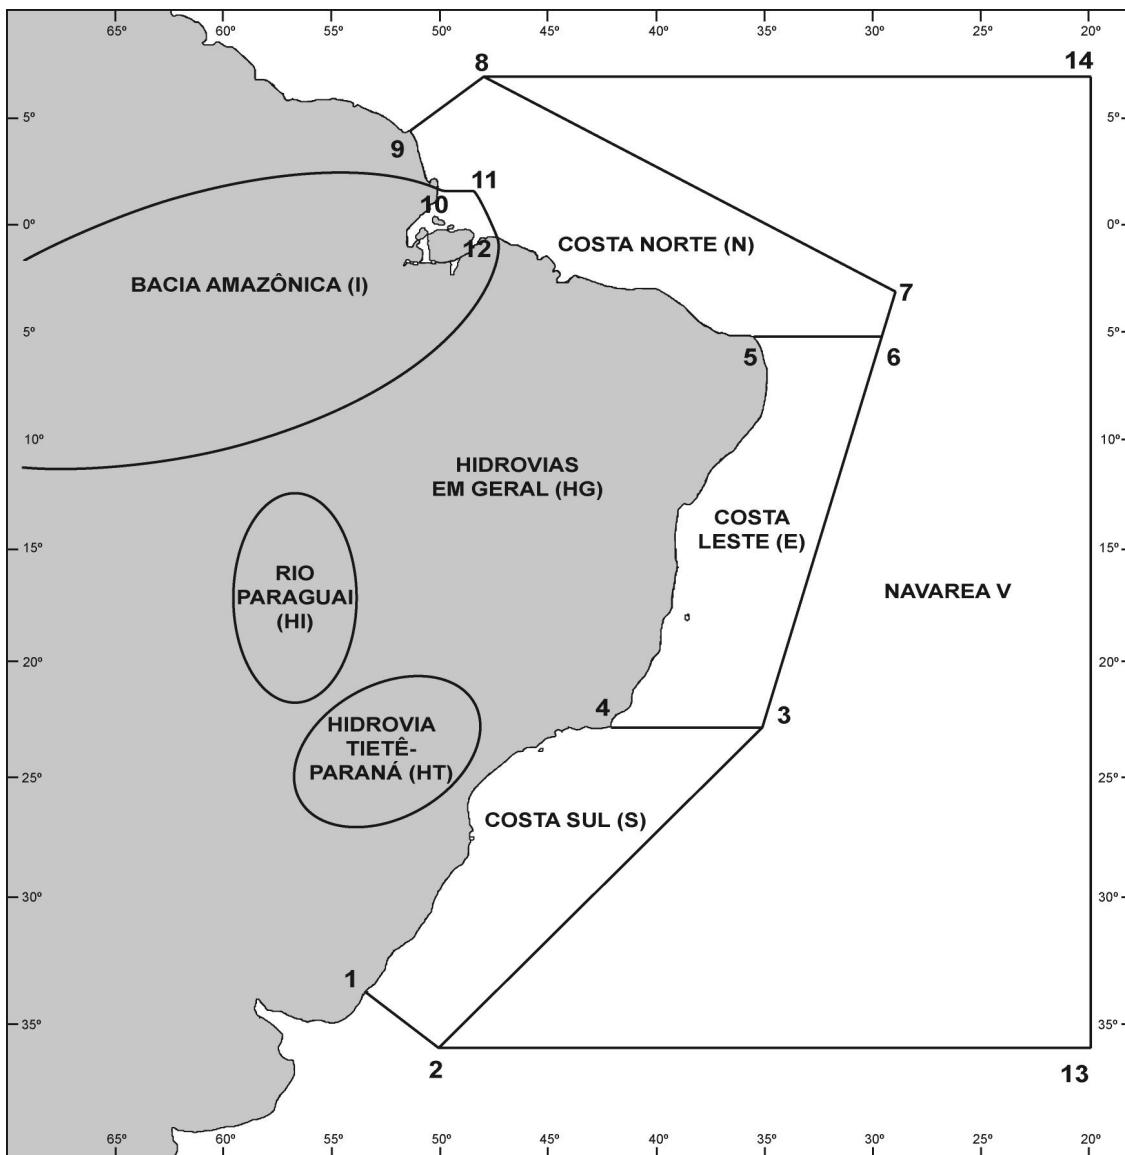 65º 60º 55º 50º 45º 40º 35º 30º 25º 20º
8 14
5º 5º
9
11
10
0º 0º
COSTA NORTE (N)
12
BACIA AMAZÔNICA (I)
7
5º 5º
5 6
10º 10º
HIDROVIAS
EM GERAL (HG)
COSTA
LESTE (E)
15º 15º
RIO
PARAGUAI
(HI)
NAVAREA V
20º 20º
4 3
HIDROVIA
TIETÊ-
PARANÁ (HT)
25º 25º
COSTA SUL (S)
30º 30º
1
35º 35º
2 13
65º 60º 55º 50º 45º 40º 35º 30º 25º 20º